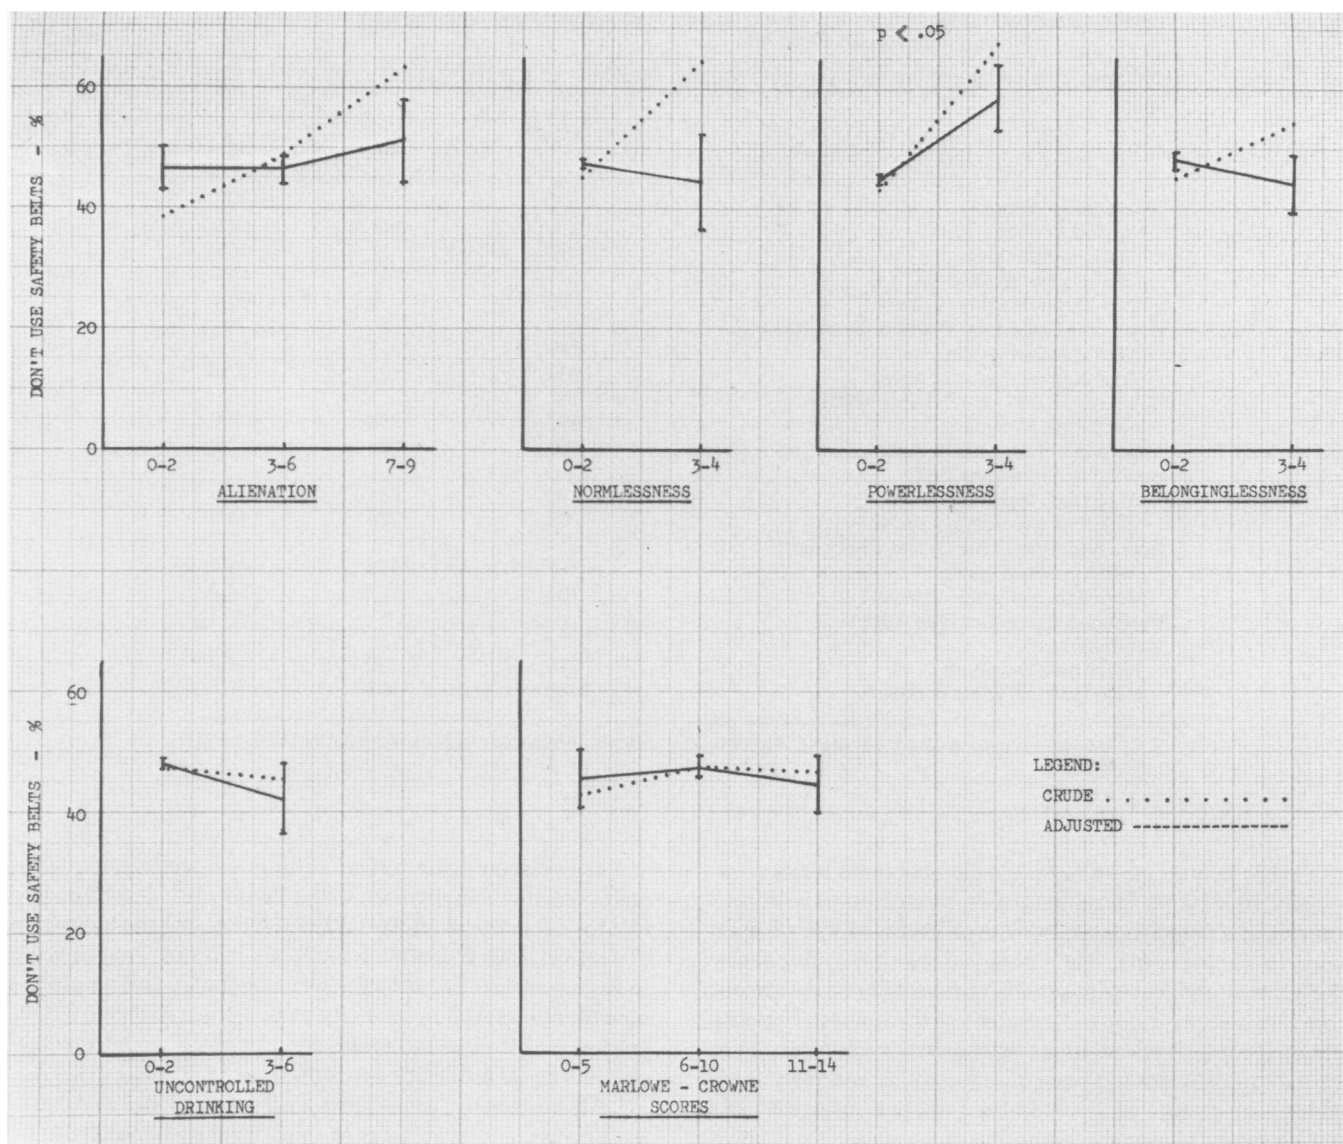 p < .05
DON'T USE SAFETY BELTS - %
60
40
20
0
0-2 3-6 7-9
ALIENATION
0-2 3-4
NORMLESSNESS
0-2 3-4
POWERLESSNESS
0-2 3-4
BELONGINGLESSNESS
DON'T USE SAFETY BELTS - %
60
40
20
0
0-2 3-6
UNCONTROLLED
DRINKING
0-5 6-10 11-14
MARLOWE - CROWNE
SCORES
LEGEND:
CRUDE
ADJUSTED